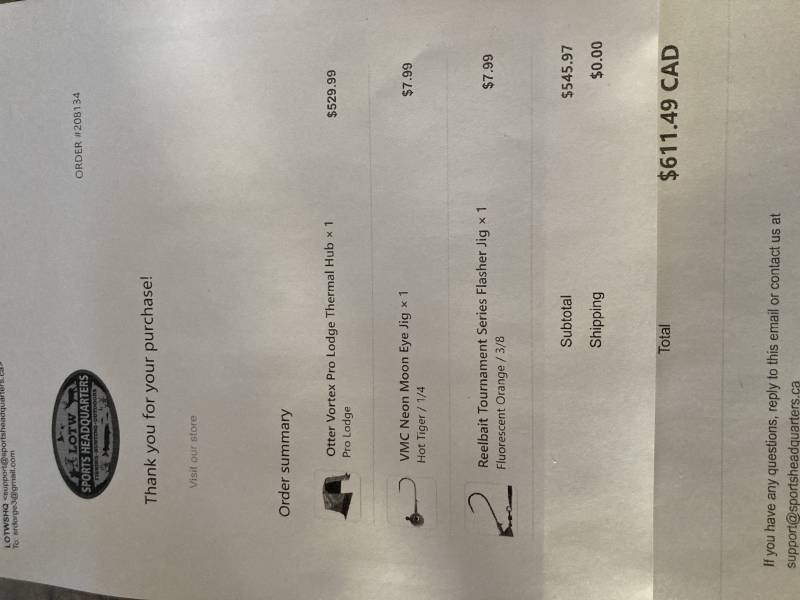 LOTWSHQ <support@sportsheadquarters.ca>
To: srdorge3@gmail.com
LOTW
SPORTS HEADQUARTERS
ORDER #208134
Thank you for your purchase!
Visit our store
Order summary
Otter Vortex Pro Lodge Thermal Hub × 1 $529.99
Pro Lodge
VMC Neon Moon Eye Jig × 1 $7.99
Hot Tiger / 1/4
Reelbait Tournament Series Flasher Jig × 1 $7.99
Fluorescent Orange / 3/8
Subtotal $545.97
Shipping $0.00
Total $611.49 CAD
If you have any questions, reply to this email or contact us at
support@sportsheadquarters.ca